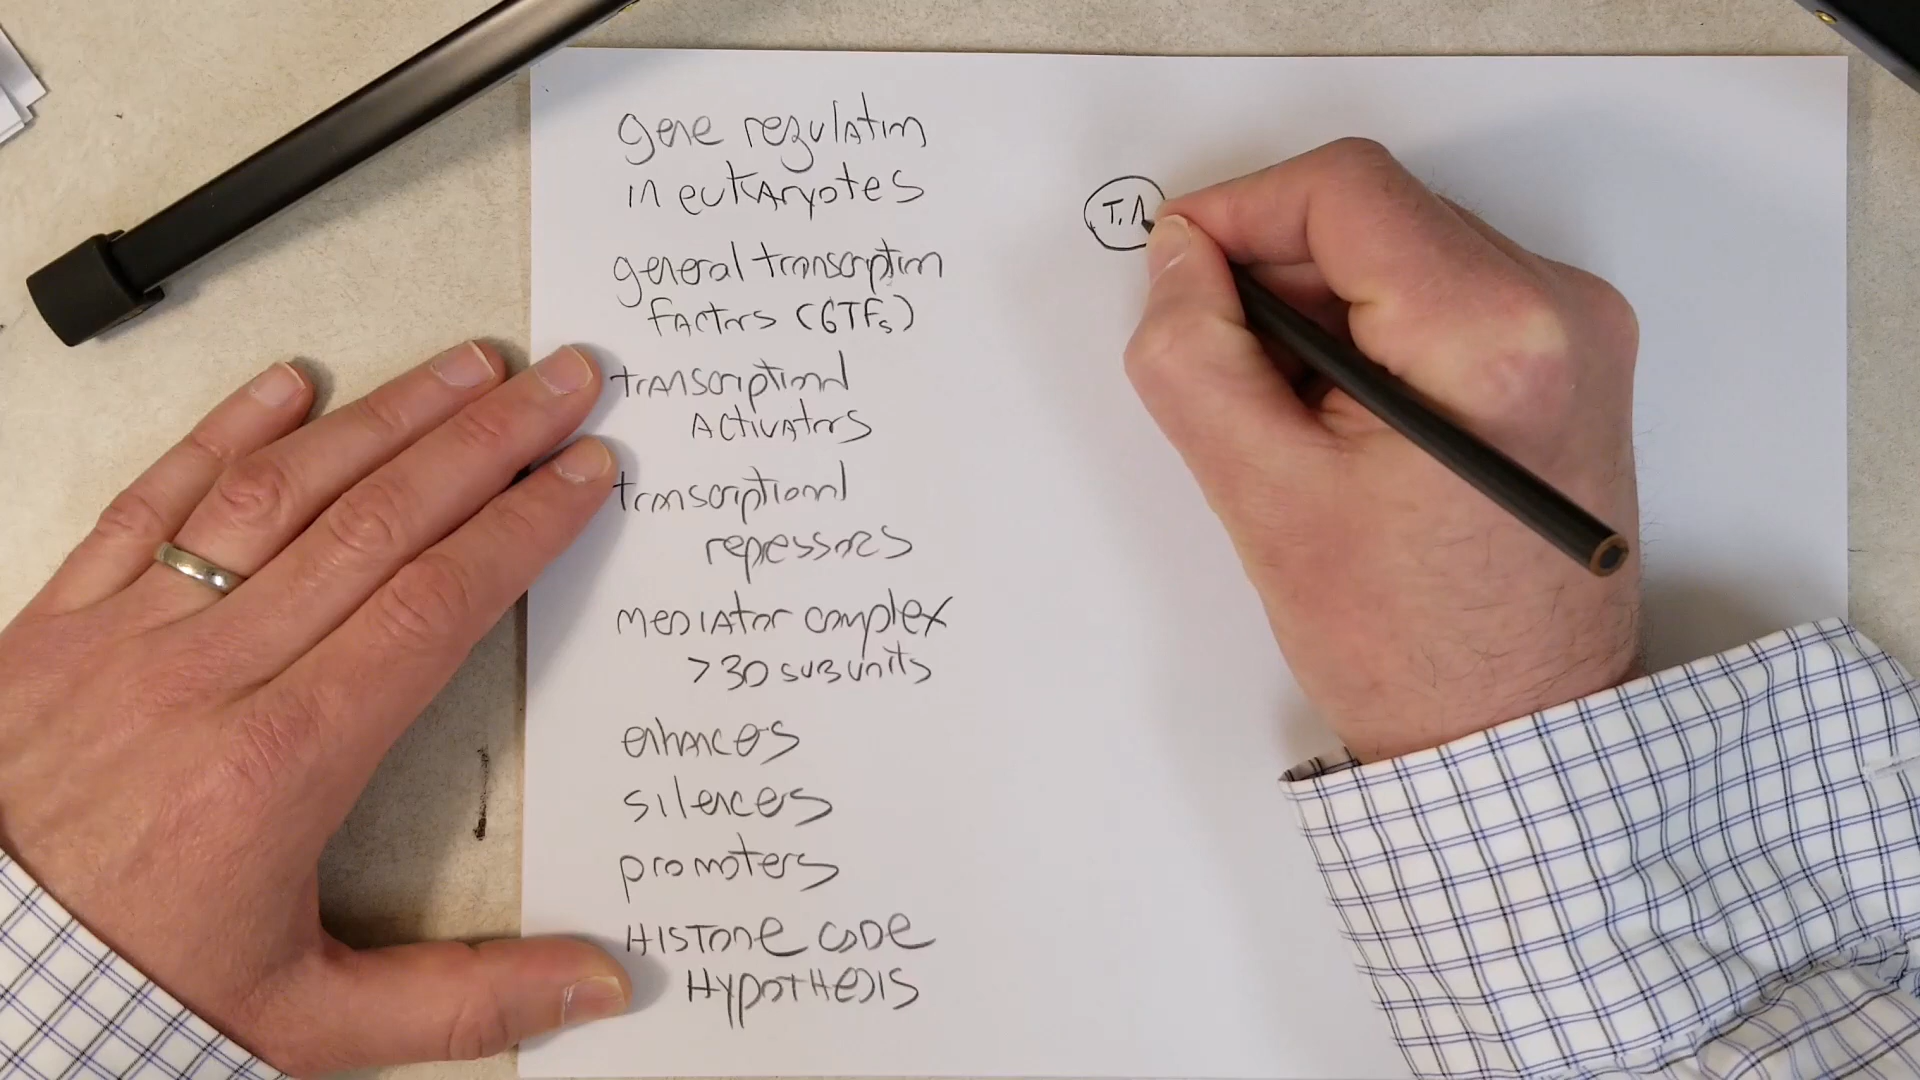 gene regulation
in eukaryotes
general transcription
factors (GTFs)
transcriptional
Activators
transcriptional
repressors
mediator complex
>30 subunits
enhancers
silencers
promoters
Histone code
Hypothesis
T.A